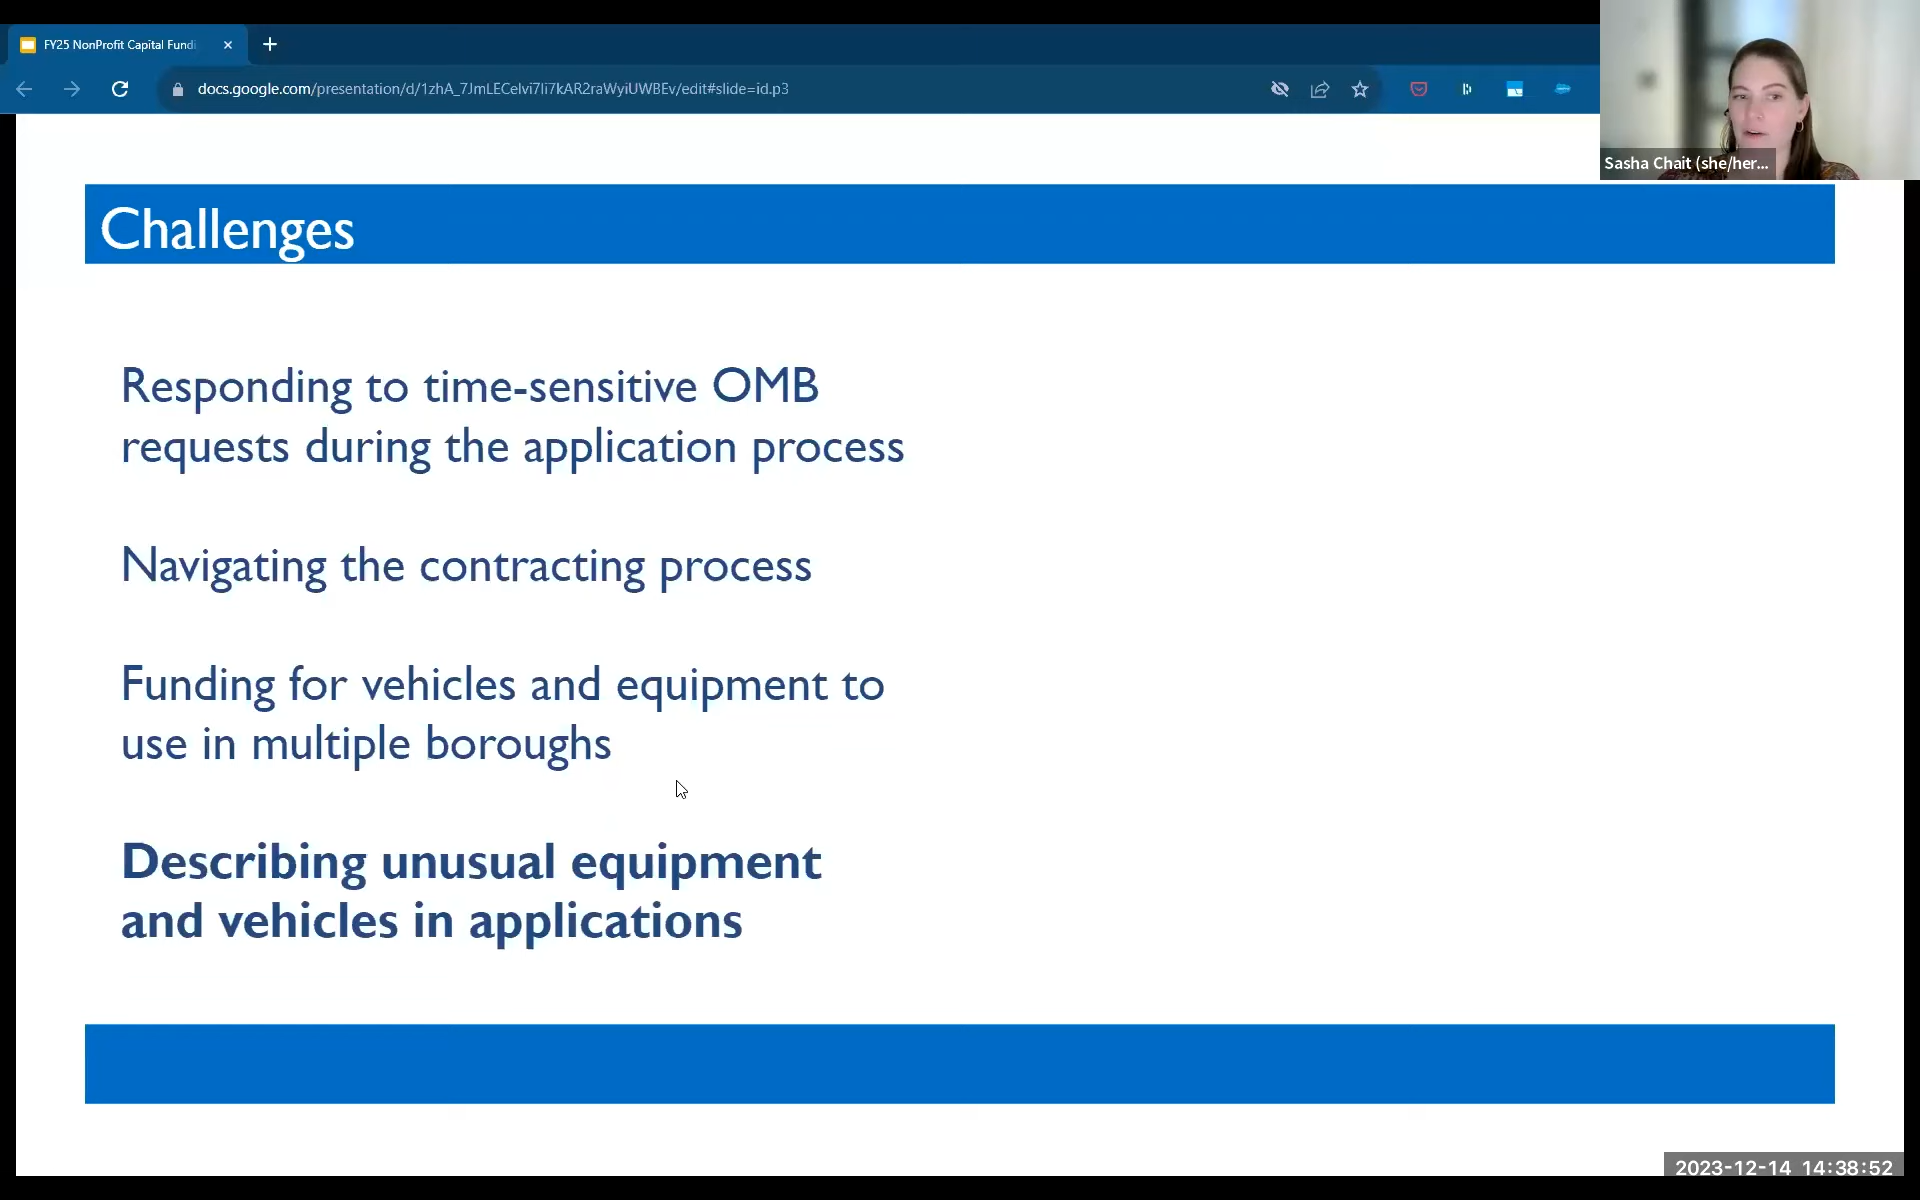 FY25 NonProfit Capital Fundi
docs.google.com/presentation/d/1zhA_7JmLECelvi7li7kAR2raWyiUWBEv/edit#slide=id.p3
Sasha Chait (she/her...
Challenges
Responding to time-sensitive OMB
requests during the application process
Navigating the contracting process
Funding for vehicles and equipment to
use in multiple boroughs
Describing unusual equipment
and vehicles in applications
2023-12-14 14:38:52